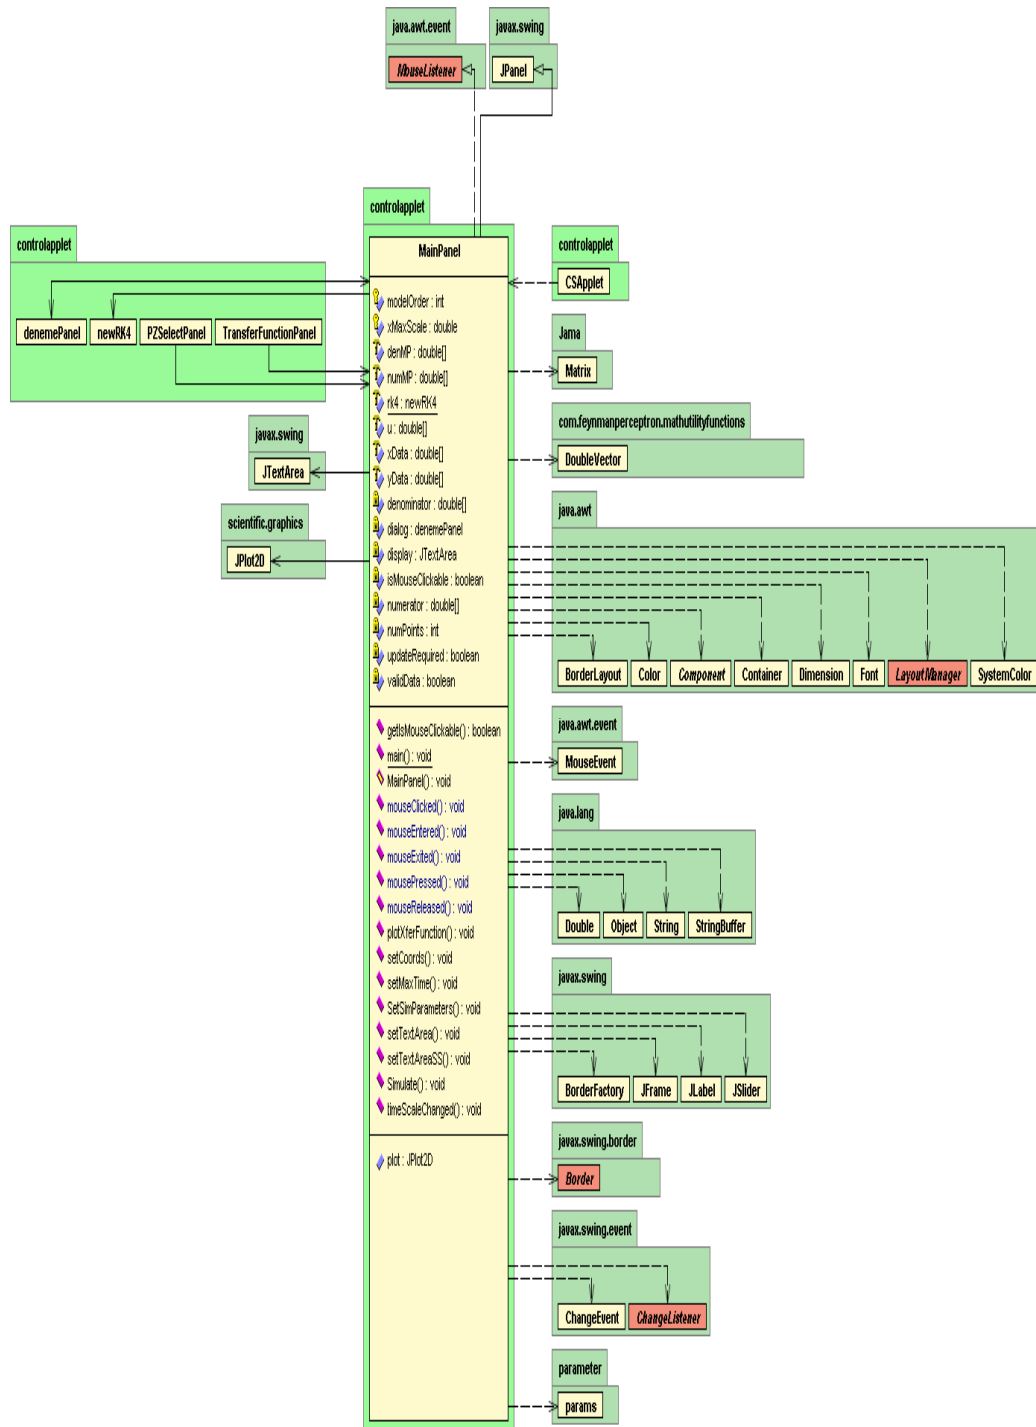 java.awt.event
MouseListener
javax.swing
JPanel
controlapplet
denemePanel
newRK4
PZSelectPanel
TransferFunctionPanel
javax.swing
JTextArea
scientific.graphics
JPlot2D
controlapplet
MainPanel
modelOrder : int
xMaxScale : double
denMP : double[]
numMP : double[]
rk4 : newRK4
u : double[]
xData : double[]
yData : double[]
denominator : double[]
dialog : denemePanel
display : JTextArea
isMouseClickable : boolean
numerator : double[]
numPoints : int
updateRequired : boolean
validData : boolean
getIsMouseClickable() : boolean
main() : void
MainPanel() : void
mouseClicked() : void
mouseEntered() : void
mouseExited() : void
mousePressed() : void
mouseReleased() : void
plotXferFunction() : void
setCoords() : void
setMaxTime() : void
SetSimParameters() : void
setTextArea() : void
setTextAreaSS() : void
Simulate() : void
timeScaleChanged() : void
plot : JPlot2D
controlapplet
CSApplet
Jama
Matrix
com.feynmanperceptron.mathutilityfunctions
DoubleVector
java.awt
BorderLayout
Color
Component
Container
Dimension
Font
LayoutManager
SystemColor
java.awt.event
MouseEvent
java.lang
Double
Object
String
StringBuffer
javax.swing
BorderFactory
JFrame
JLabel
JSlider
javax.swing.border
Border
javax.swing.event
ChangeEvent
ChangeListener
parameter
params